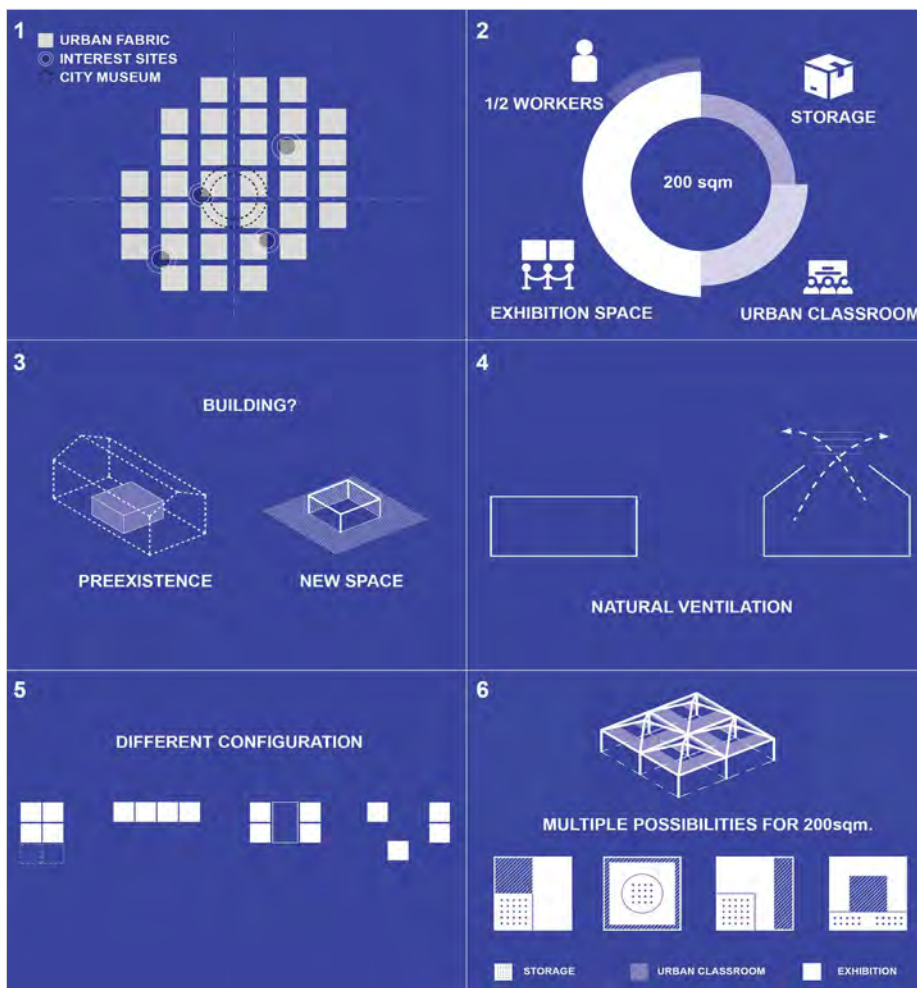 1
URBAN FABRIC
INTEREST SITES
CITY MUSEUM
2
1/2 WORKERS
STORAGE
200 sqm
EXHIBITION SPACE
URBAN CLASSROOM
3
BUILDING?
PREEXISTENCE
NEW SPACE
4
NATURAL VENTILATION
5
DIFFERENT CONFIGURATION
6
MULTIPLE POSSIBILITIES FOR 200sqm.
STORAGE
URBAN CLASSROOM
EXHIBITION